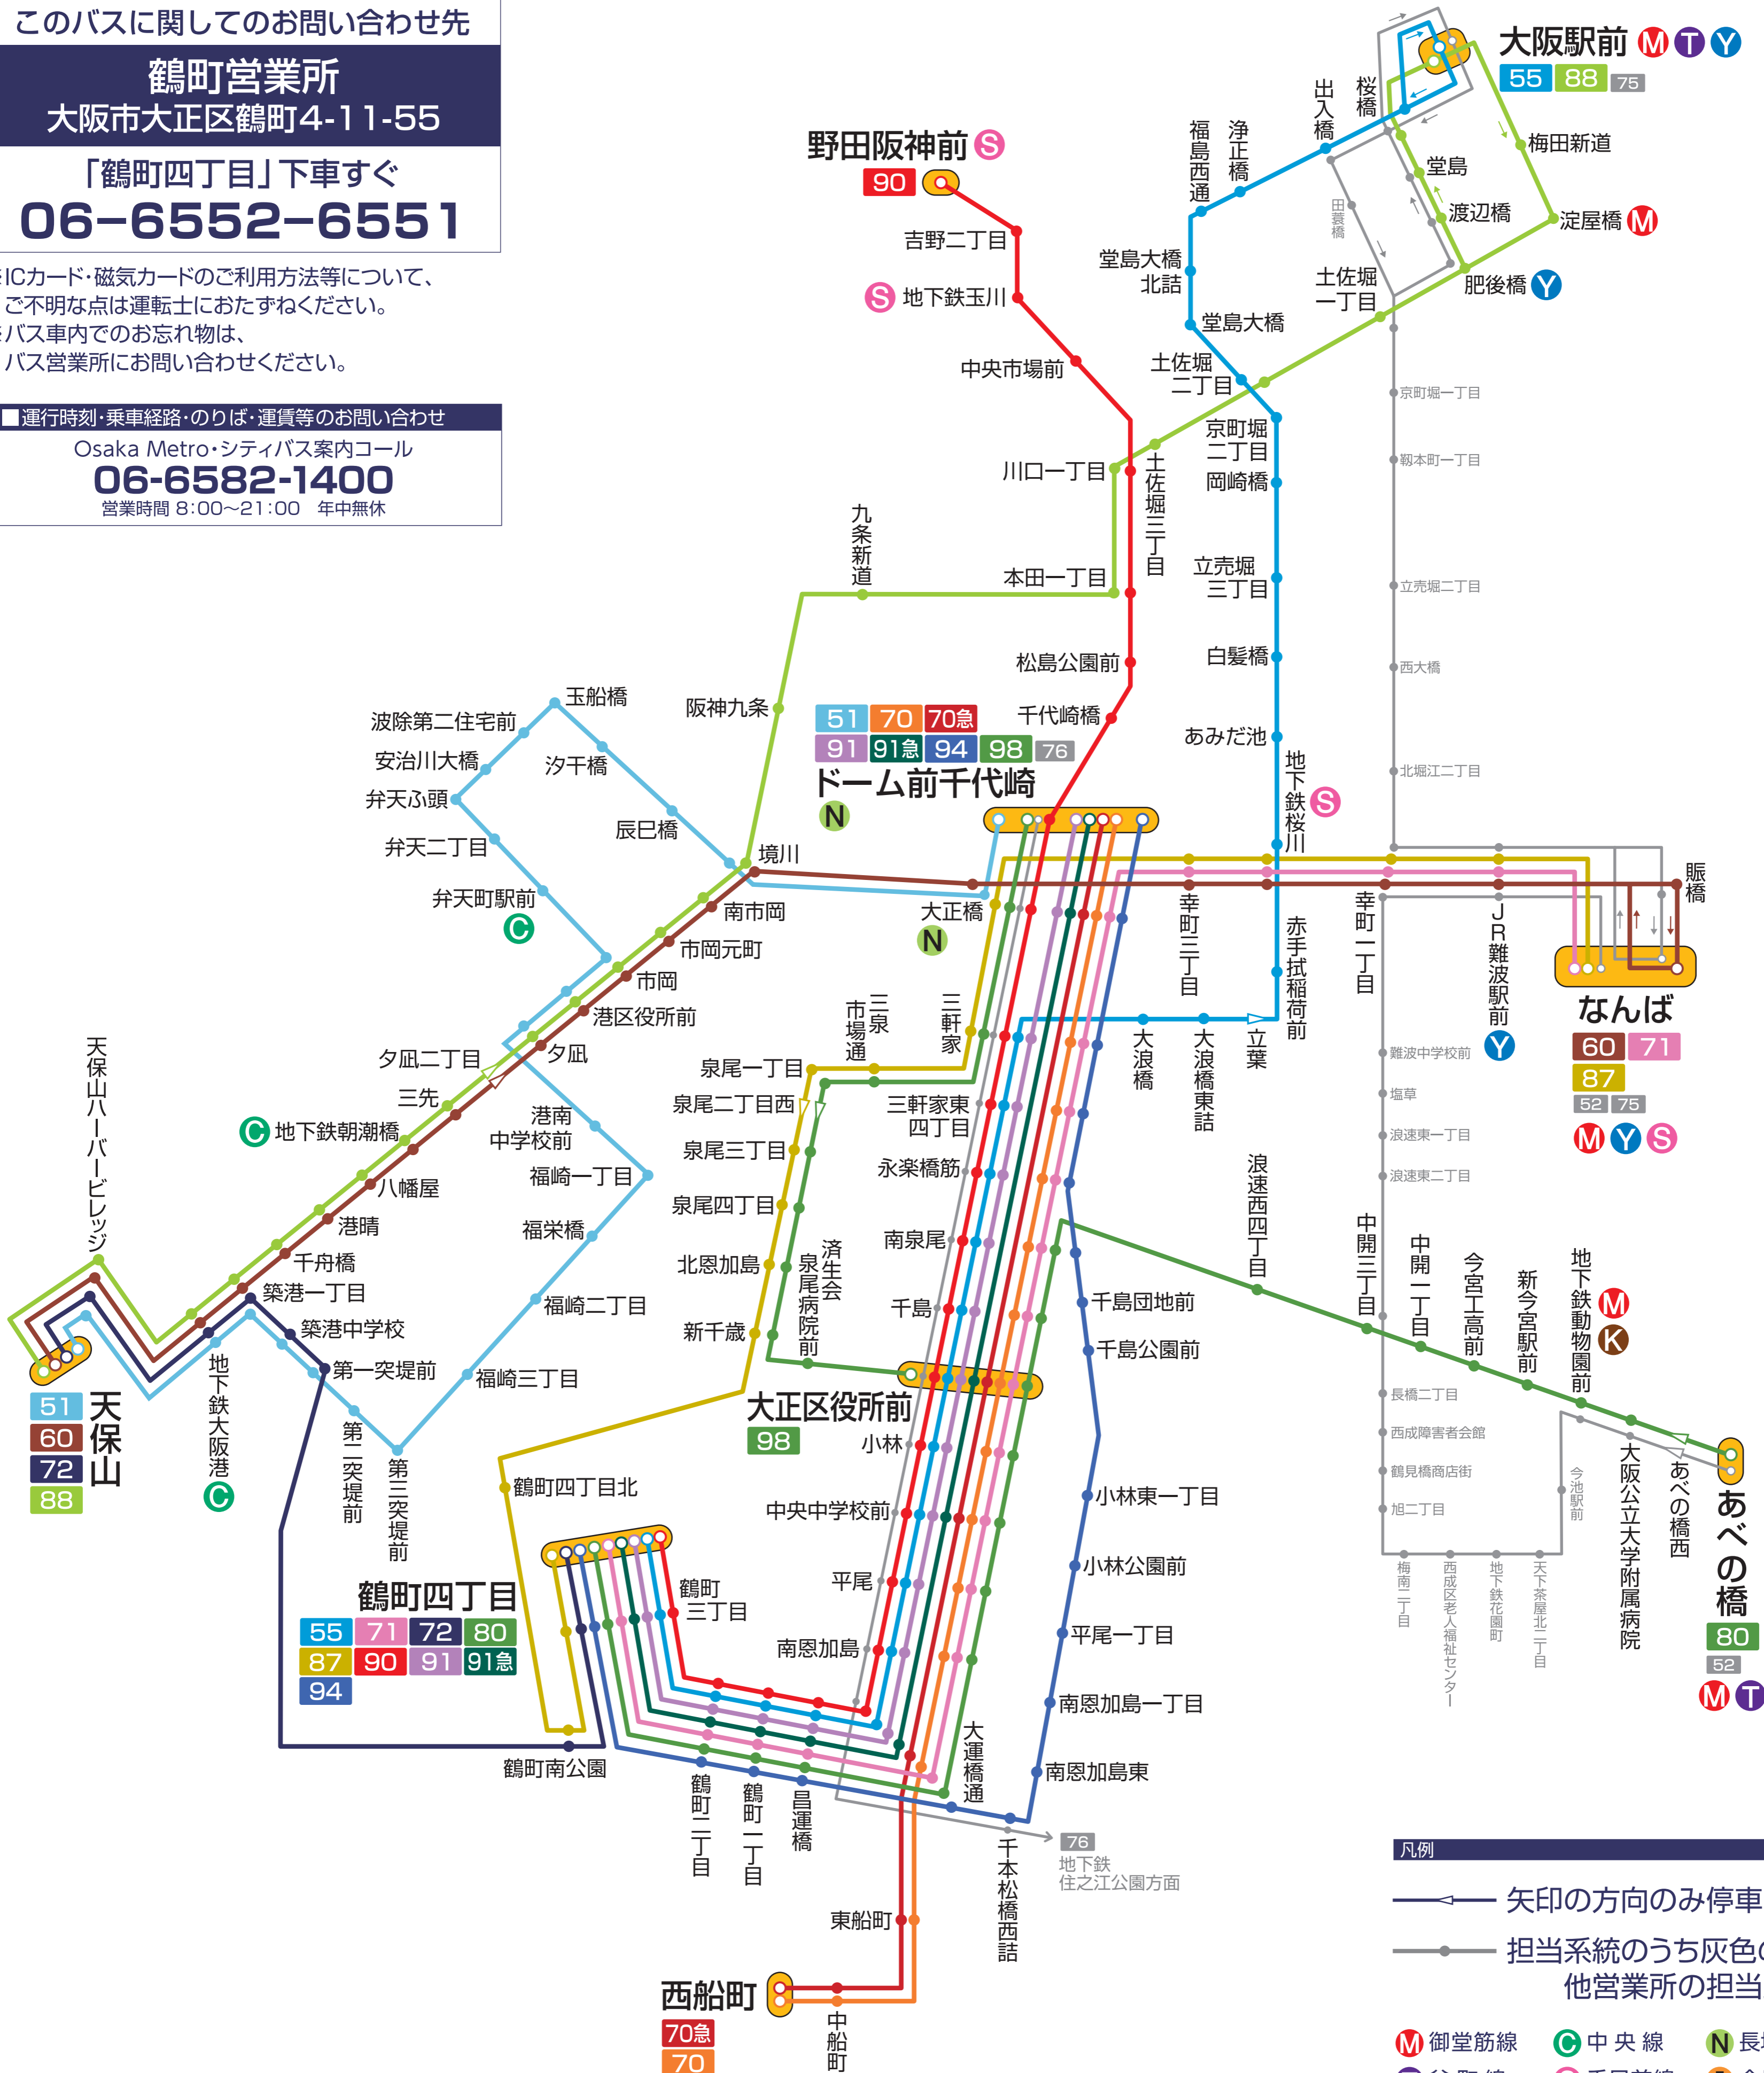 このバスに関してのお問い合わせ先
鶴町営業所
大阪市大正区鶴町4-11-55
「鶴町四丁目」下車すぐ
06-6552-6551
ICカード・磁気カードのご利用方法等について、
ご不明な点は運転士におたずねください。
バス車内でのお忘れ物は、
バス営業所にお問い合わせください。
■運行時刻・乗車経路・のりば・運賃等のお問い合わせ
Osaka Metro・シティバス案内コール
06-6582-1400
営業時間 8:00〜21:00 年中無休
大阪駅前 M T Y
55 88 75
桜橋
出入橋
浄正橋
福島西通
梅田新道
堂島
渡辺橋
淀屋橋 M
田蓑橋
肥後橋 Y
土佐堀
一丁目
野田阪神前 S
90
吉野二丁目
S 地下鉄玉川
中央市場前
堂島大橋
北詰
堂島大橋
土佐堀
二丁目
京町堀
二丁目
岡崎橋
立売堀
三丁目
白髪橋
あみだ池
地下鉄桜川 S
京町堀一丁目
靱本町一丁目
立売堀二丁目
西大橋
北堀江二丁目
川口一丁目
土佐堀三丁目
九条新道
本田一丁目
松島公園前
千代崎橋
阪神九条
51 70 70急
91 91急 94 98 76
ドーム前千代崎
N
玉船橋
波除第二住宅前
安治川大橋
汐干橋
弁天ふ頭
辰巳橋
弁天二丁目
境川
弁天町駅前
C
南市岡
市岡元町
市岡
港区役所前
夕凪二丁目
夕凪
三先
C 地下鉄朝潮橋
八幡屋
港晴
千舟橋
築港一丁目
築港中学校
第一突堤前
第二突堤前
第三突堤前
地下鉄大阪港
C
天保山ハーバービレッジ
51
60
72
88
天保山
港南
中学校前
福崎一丁目
福栄橋
福崎二丁目
福崎三丁目
大正橋
N
幸町三丁目
赤手拭稲荷前
幸町一丁目
JR難波駅前
Y
賑橋
なんば
60 71
87
52 75
M Y S
大浪橋
大浪橋東詰
立葉
三軒家
三泉
市場通
泉尾一丁目
泉尾二丁目西
泉尾三丁目
泉尾四丁目
北恩加島
新千歳
済生会
泉尾病院前
三軒家東
四丁目
永楽橋筋
南泉尾
千島
大正区役所前
98
小林
中央中学校前
平尾
南恩加島
千島団地前
千島公園前
小林東一丁目
小林公園前
平尾一丁目
南恩加島一丁目
南恩加島東
難波中学校前
塩草
浪速東一丁目
浪速東二丁目
浪速西四丁目
中開三丁目
中開一丁目
今宮工高前
新今宮駅前
地下鉄動物園前
M
K
長橋二丁目
西成障害者会館
鶴見橋商店街
旭二丁目
梅南二丁目
西成区老人福祉センター
地下鉄花園町
天下茶屋北二丁目
今池駅前
大阪公立大学附属病院
あべの橋西
あべの橋
80
52
M T
鶴町四丁目北
鶴町四丁目
55 71 72 80
87 90 91 91急
94
鶴町
三丁目
鶴町南公園
鶴町二丁目
鶴町一丁目
昌運橋
大運橋通
千本松橋西詰
76
地下鉄
住之江公園方面
東船町
西船町
70急
70
中船町
凡例
矢印の方向のみ停車
担当系統のうち灰色
他営業所の担当
M 御堂筋線 C 中央線 N 長